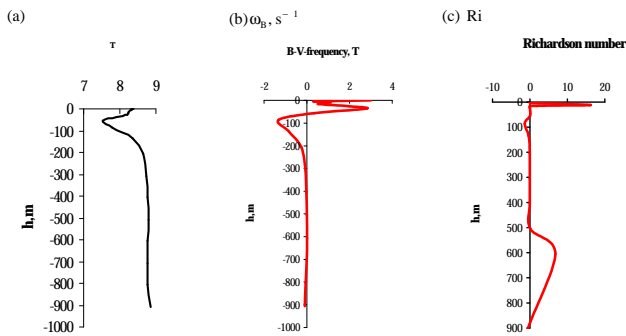 (a)
T
7 8 9
0
-100
-200
-300
-400
-500
-600
-700
-800
-900
-1000
h,m
(b) ω_B, s⁻¹
B-V-frequency, T
-2 0 2 4
0
-100
-200
-300
-400
-500
-600
-700
-800
-900
-1000
(c) Ri
Richardson number
-10 0 10 20
0
100
200
300
400
500
600
700
800
900
h,m